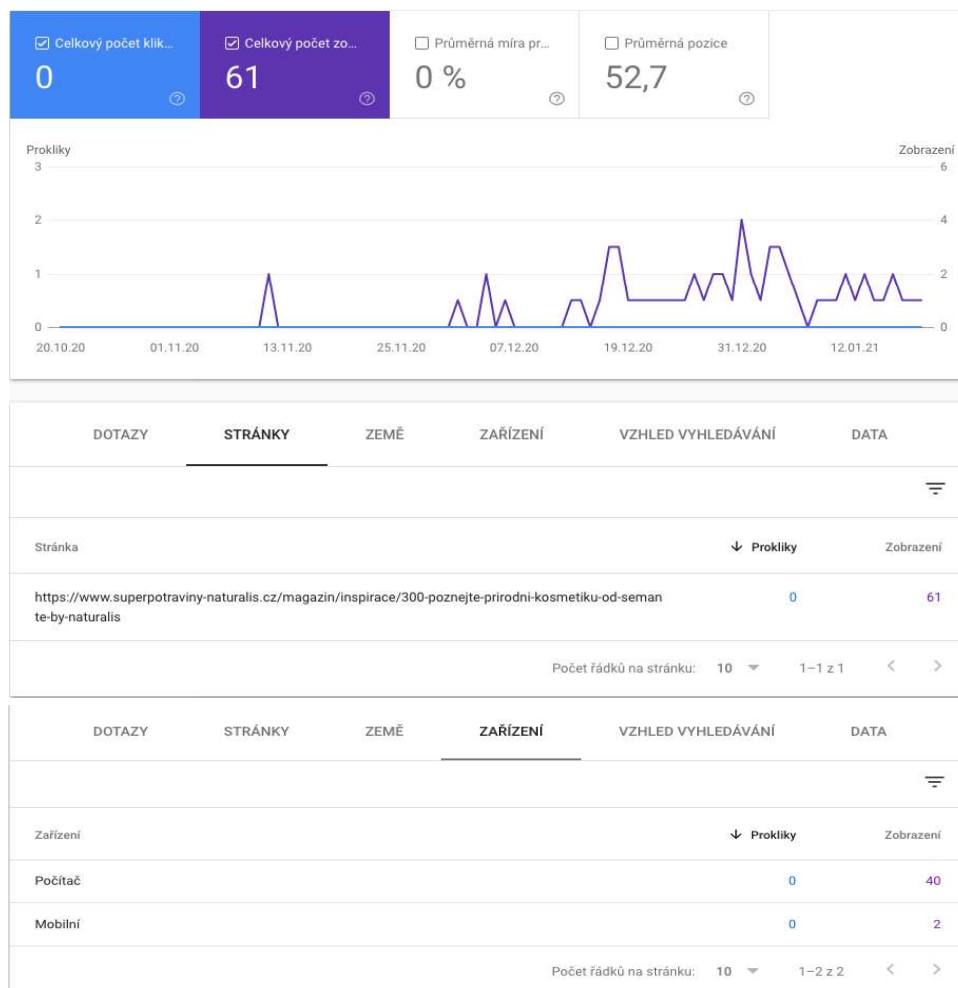 Celkový počet klik...
Celkový počet zo...
Průměrná míra pr...
Průměrná pozice
0
61
0 %
52,7
Prokliky
Zobrazení
3
6
2
4
1
2
0
0
20.10.20
01.11.20
13.11.20
25.11.20
07.12.20
19.12.20
31.12.20
12.01.21
DOTAZY STRÁNKY ZEMĚ ZAŘÍZENÍ VZHLED VYHLEDÁVÁNÍ DATA
Stránka Prokliky Zobrazení
https://www.superpotraviny-naturalis.cz/magazin/inspirace/300-poznejte-prirodni-kosmetiku-od-seman
te-by-naturalis
0 61
Počet řádků na stránku: 10 1–1 z 1
DOTAZY STRÁNKY ZEMĚ ZAŘÍZENÍ VZHLED VYHLEDÁVÁNÍ DATA
Zařízení Prokliky Zobrazení
Počítač 0 40
Mobilní 0 2
Počet řádků na stránku: 10 1–2 z 2